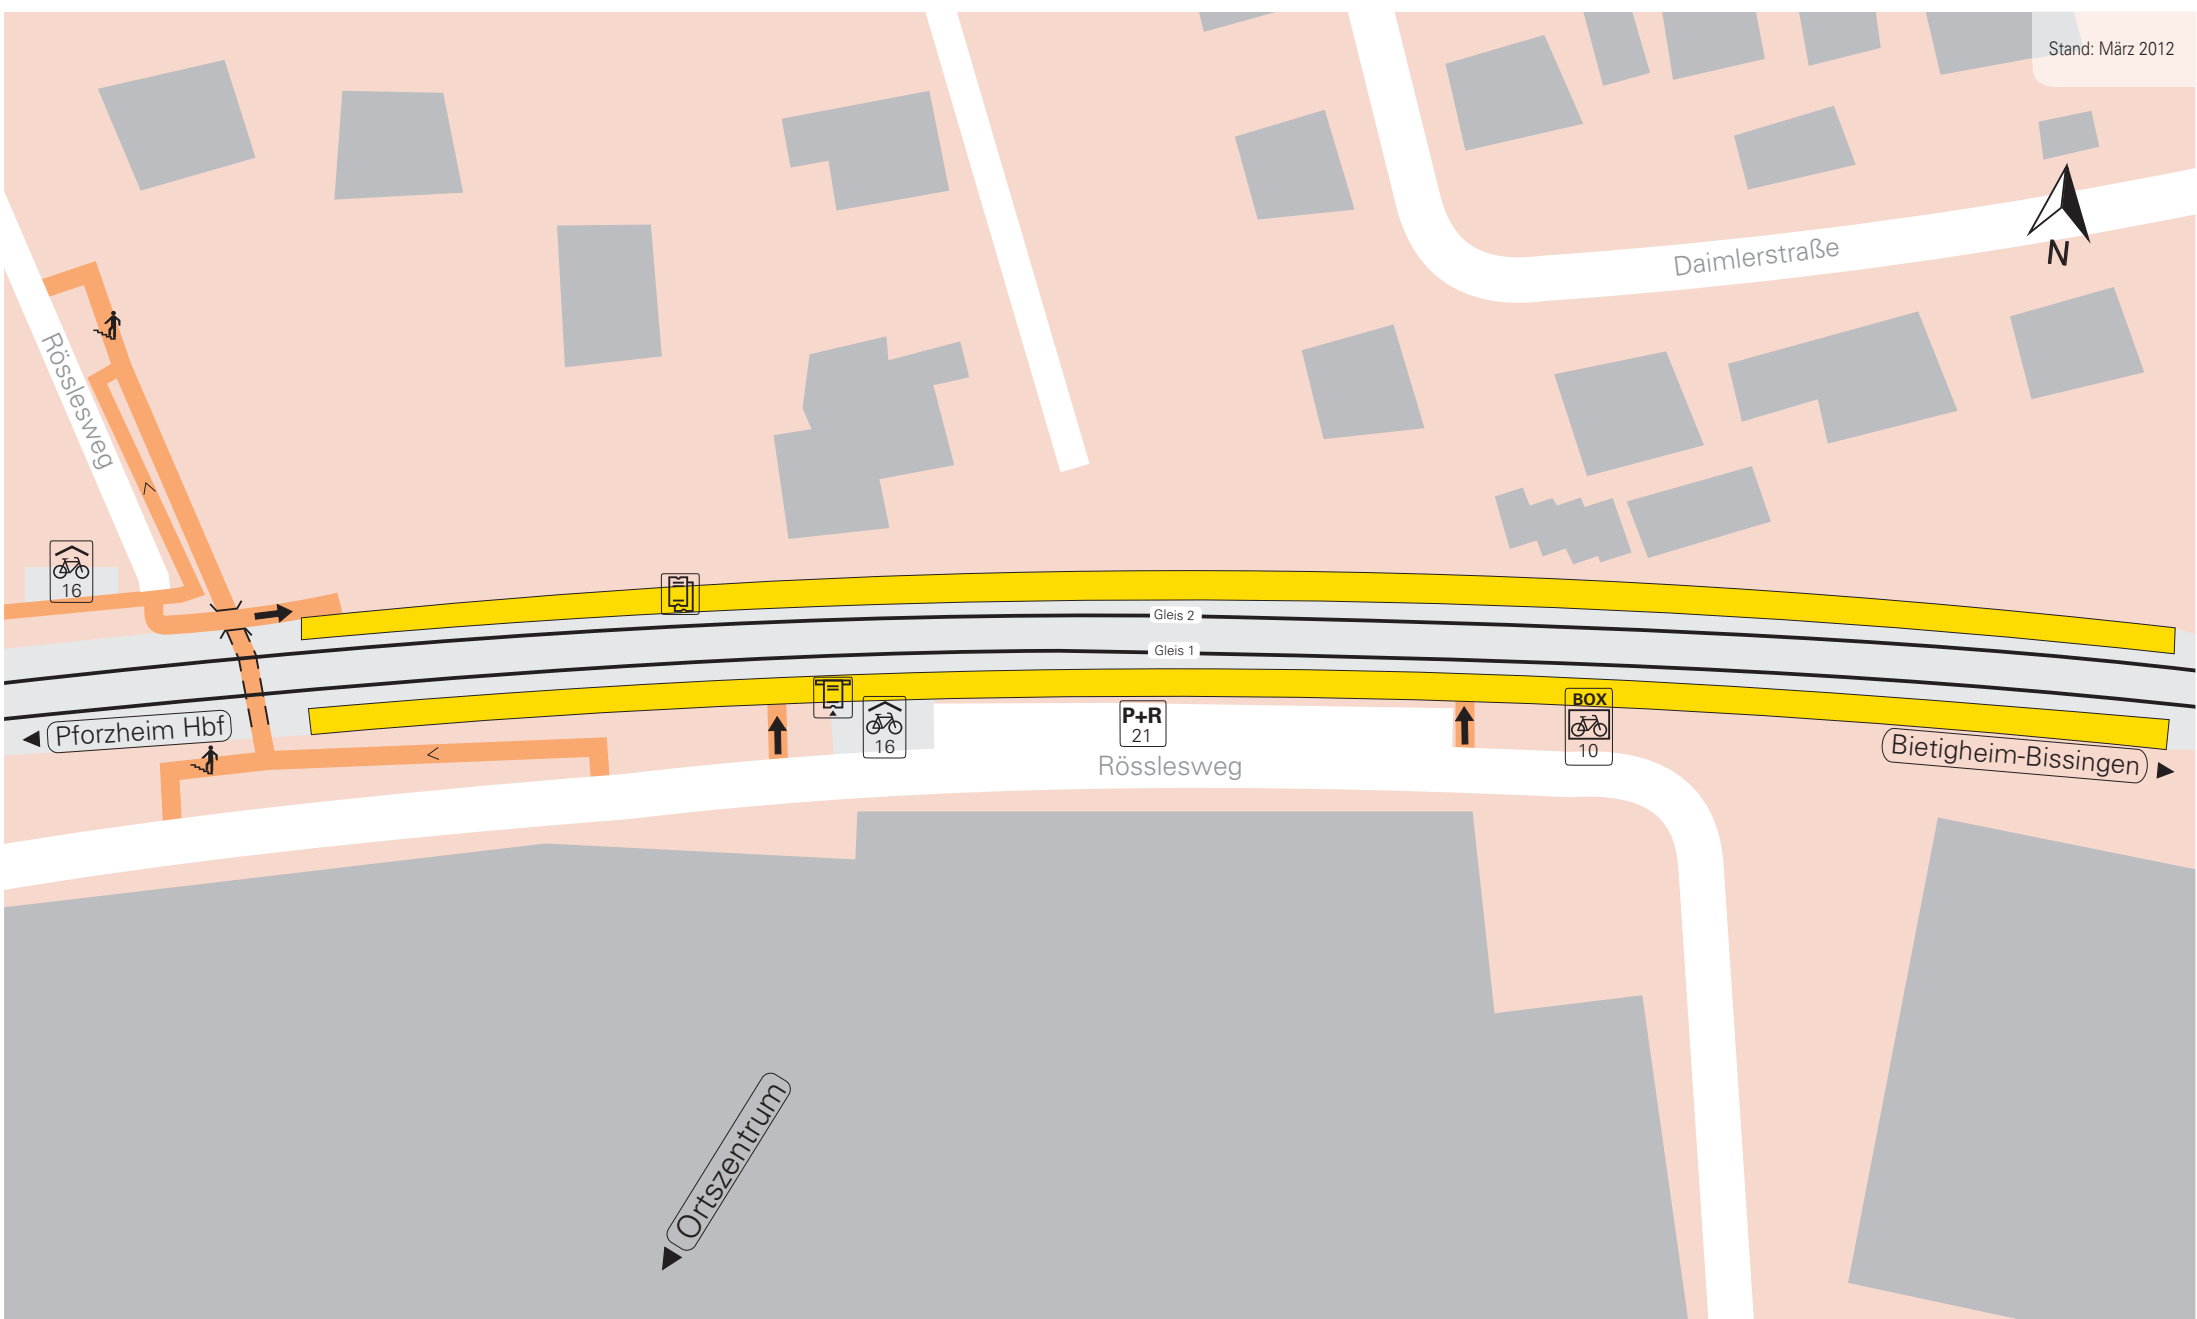 Stand: März 2012
N
Daimlerstraße
Rösslesweg
16
Gleis 2
Gleis 1
Pforzheim Hbf
16
P+R
21
BOX
10
Bietigheim-Bissingen
Rösslesweg
Ortszentrum